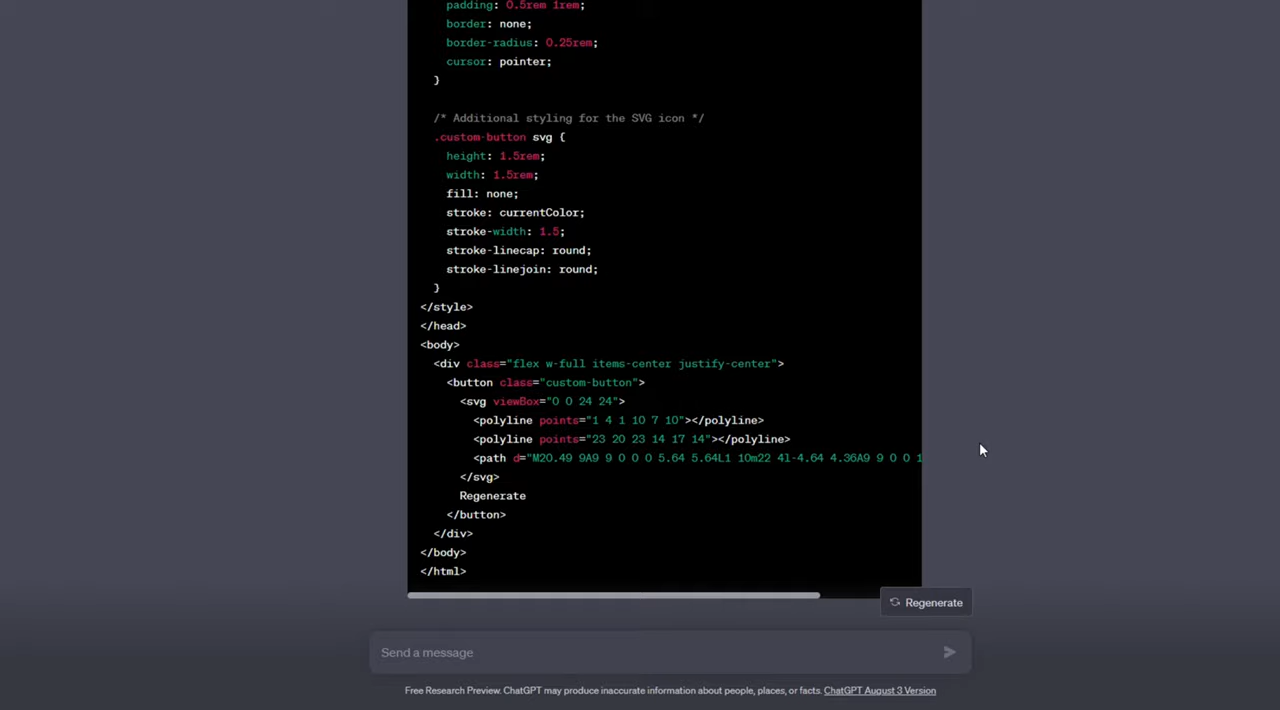 padding: 0.5rem 1rem;
border: none;
border-radius: 0.25rem;
cursor: pointer;
}
/* Additional styling for the SVG icon */
.custom-button svg {
height: 1.5rem;
width: 1.5rem;
fill: none;
stroke: currentColor;
stroke-width: 1.5;
stroke-linecap: round;
stroke-linejoin: round;
}
</style>
</head>
<body>
<div class="flex w-full items-center justify-center">
<button class="custom-button">
<svg viewBox="0 0 24 24">
<polyline points="1 4 1 10 7 10"></polyline>
<polyline points="23 20 23 14 17 14"></polyline>
<path d="M20.49 9A9 9 0 0 0 5.64 5.64L1 10m22 4l-4.64 4.36A9 9 0 0 1
</svg>
Regenerate
</button>
</div>
</body>
</html>
Regenerate
Send a message
Free Research Preview. ChatGPT may produce inaccurate information about people, places, or facts. ChatGPT August 3 Version